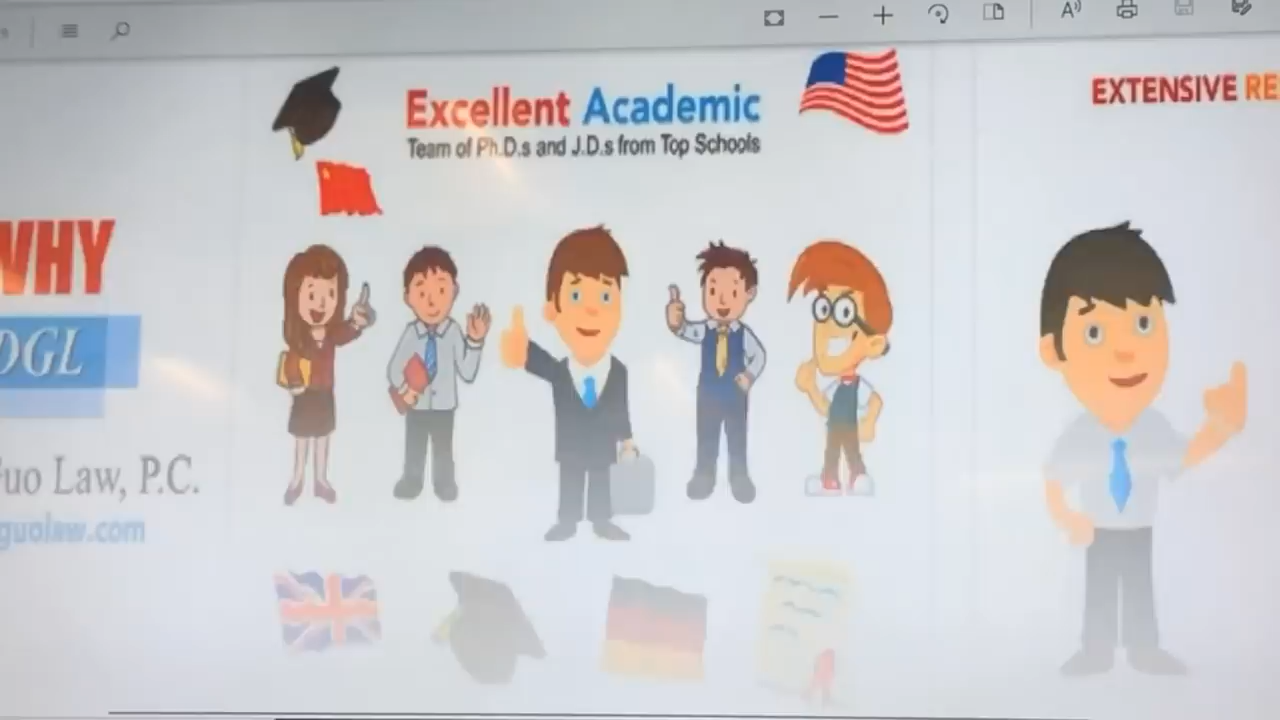 WHY
DGL
Guo Law, P.C.
guolaw.com
Excellent Academic
Team of Ph.D.s and J.D.s from Top Schools
EXTENSIVE RE